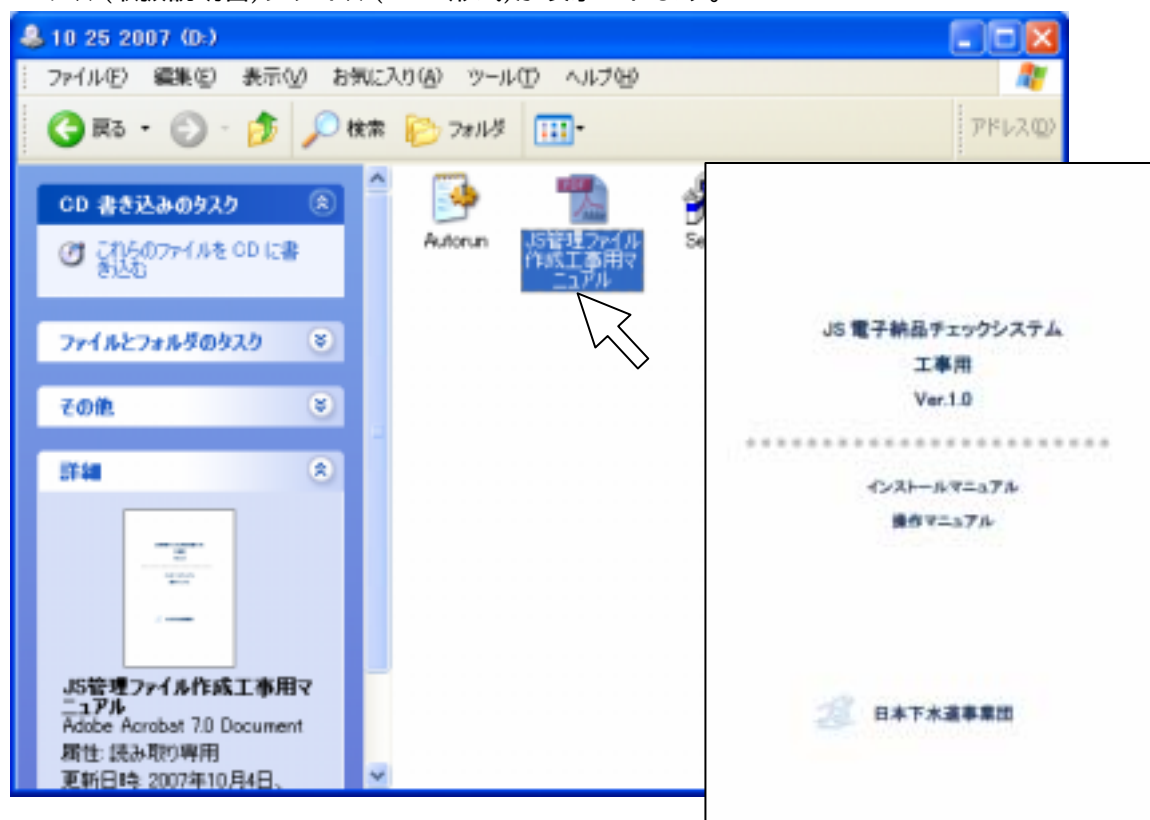 10 25 2007 (D:)
ファイル(F) 編集(E) 表示(V) お気に入り(A) ツール(T) ヘルプ(H)
戻る 検索 フォルダ アドレス(D)
CD 書き込みのタスク
これらのファイルを CD に書
き込む
ファイルとフォルダのタスク
その他
詳細
JS管理ファイル作成工事用マ
ニュアル
Adobe Acrobat 7.0 Document
属性: 読み取り専用
更新日時: 2007年10月4日、
Autorun
PDF
JS管理ファイル
作成工事用マ
ニュアル
Se
JS 電子納品チェックシステム
工事用
Ver.1.0
インストールマニュアル
操作マニュアル
日本下水道事業団